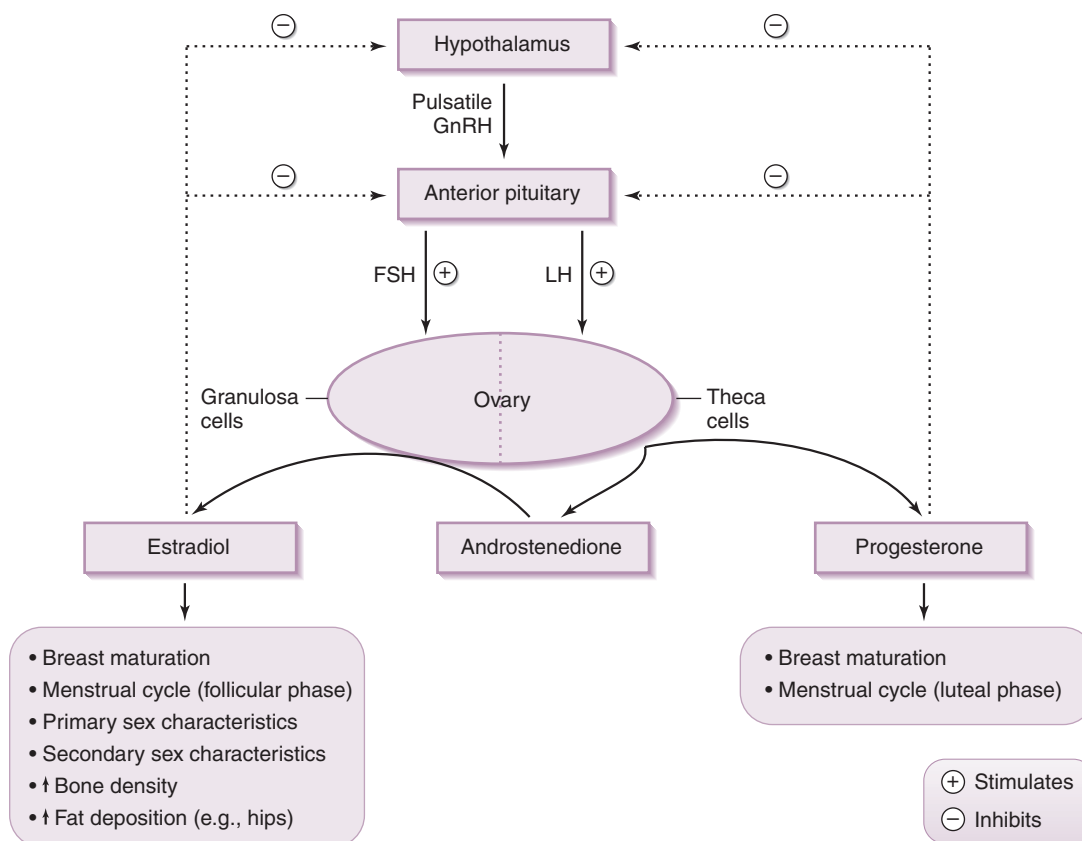 −
−
Hypothalamus
Pulsatile
GnRH
−
−
Anterior pituitary
FSH +
LH +
Granulosa
cells
Ovary
Theca
cells
Estradiol
Androstenedione
Progesterone
• Breast maturation
• Menstrual cycle (follicular phase)
• Primary sex characteristics
• Secondary sex characteristics
• ↑ Bone density
• ↑ Fat deposition (e.g., hips)
• Breast maturation
• Menstrual cycle (luteal phase)
+ Stimulates
− Inhibits